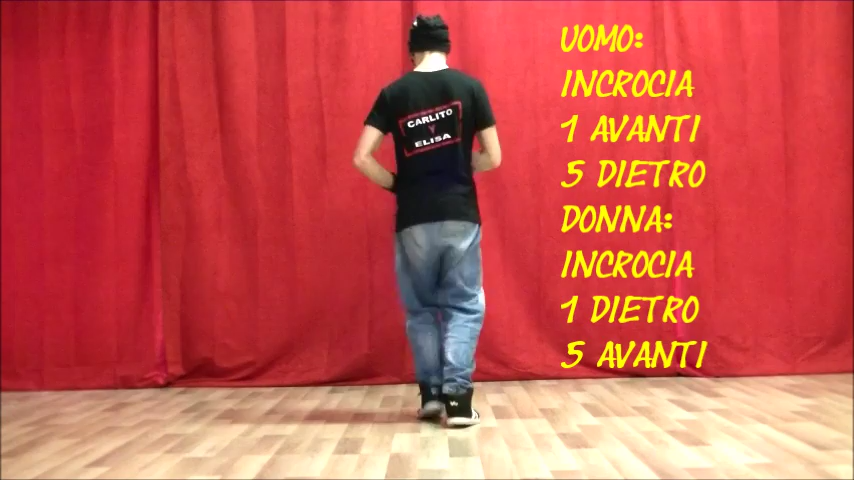 CARLITO
Y
ELISA
UOMO:
INCROCIA
1 AVANTI
5 DIETRO
DONNA:
INCROCIA
1 DIETRO
5 AVANTI